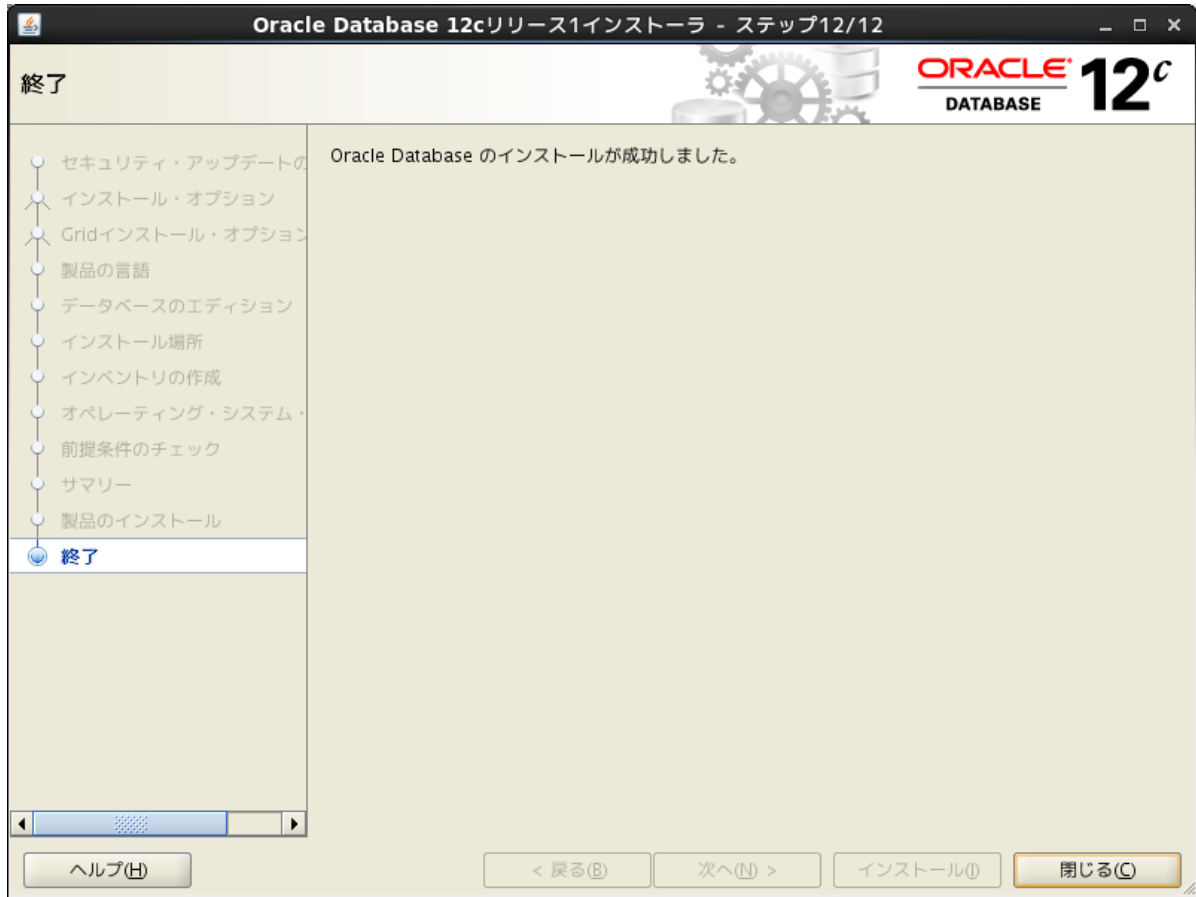 Oracle Database 12cリリース1インストーラ - ステップ12/12
終了
ORACLE
DATABASE
12c
セキュリティ・アップデートの
インストール・オプション
Gridインストール・オプション
製品の言語
データベースのエディション
インストール場所
インベントリの作成
オペレーティング・システム・
前提条件のチェック
サマリー
製品のインストール
終了
Oracle Database のインストールが成功しました。
ヘルプ(H)
< 戻る(B)
次へ(N) >
インストール(I)
閉じる(C)